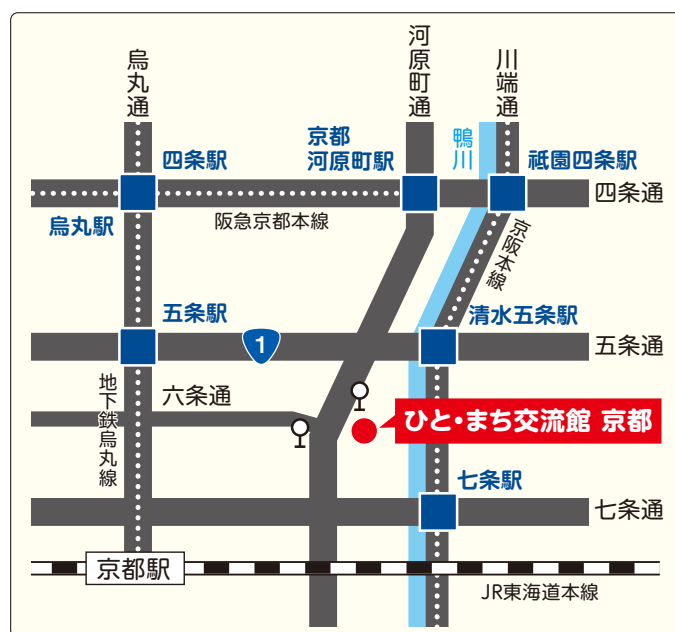 烏丸通
河原町通
川端通
四条駅
京都
河原町駅
鴨川
祇園四条駅
四条通
烏丸駅
阪急京都本線
京阪本線
五条駅
1
清水五条駅
五条通
地下鉄烏丸線
六条通
ひと・まち交流館 京都
七条駅
七条通
京都駅
JR東海道本線